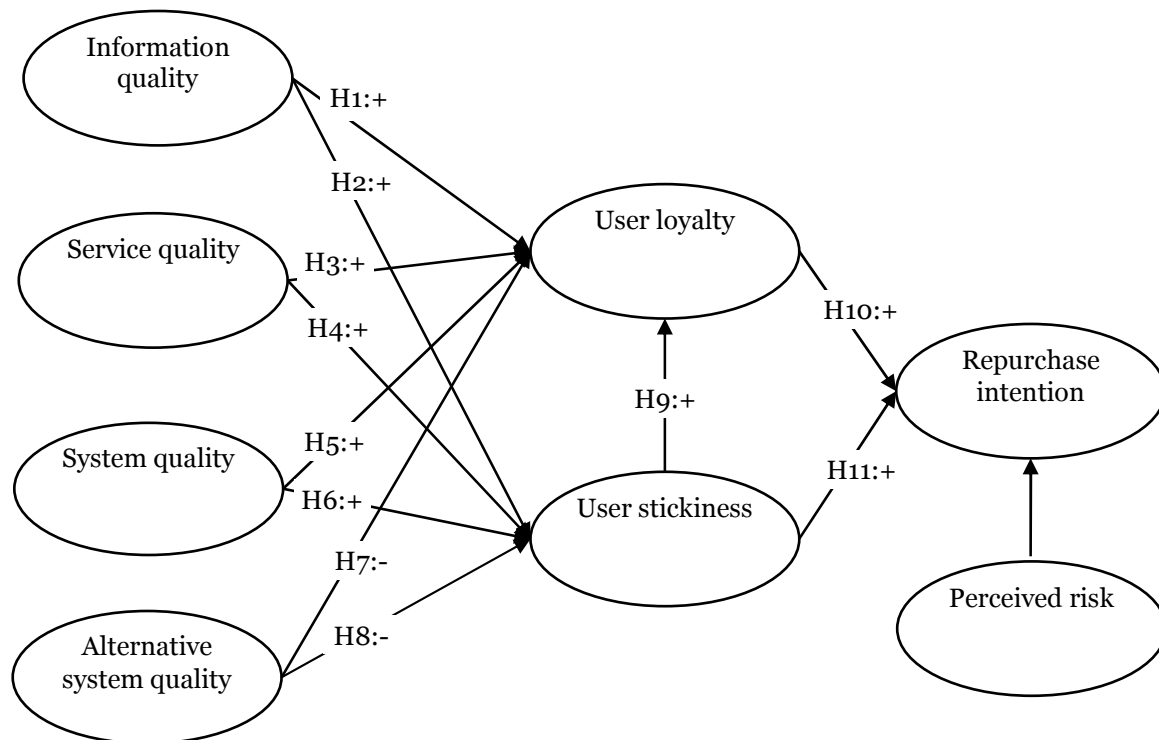 Information
quality
H1:+
H2:+
Service quality
User loyalty
H3:+
H4:+
H10:+
Repurchase
intention
H9:+
System quality
H5:+
H6:+
H11:+
User stickiness
H7:-
H8:-
Perceived risk
Alternative
system quality